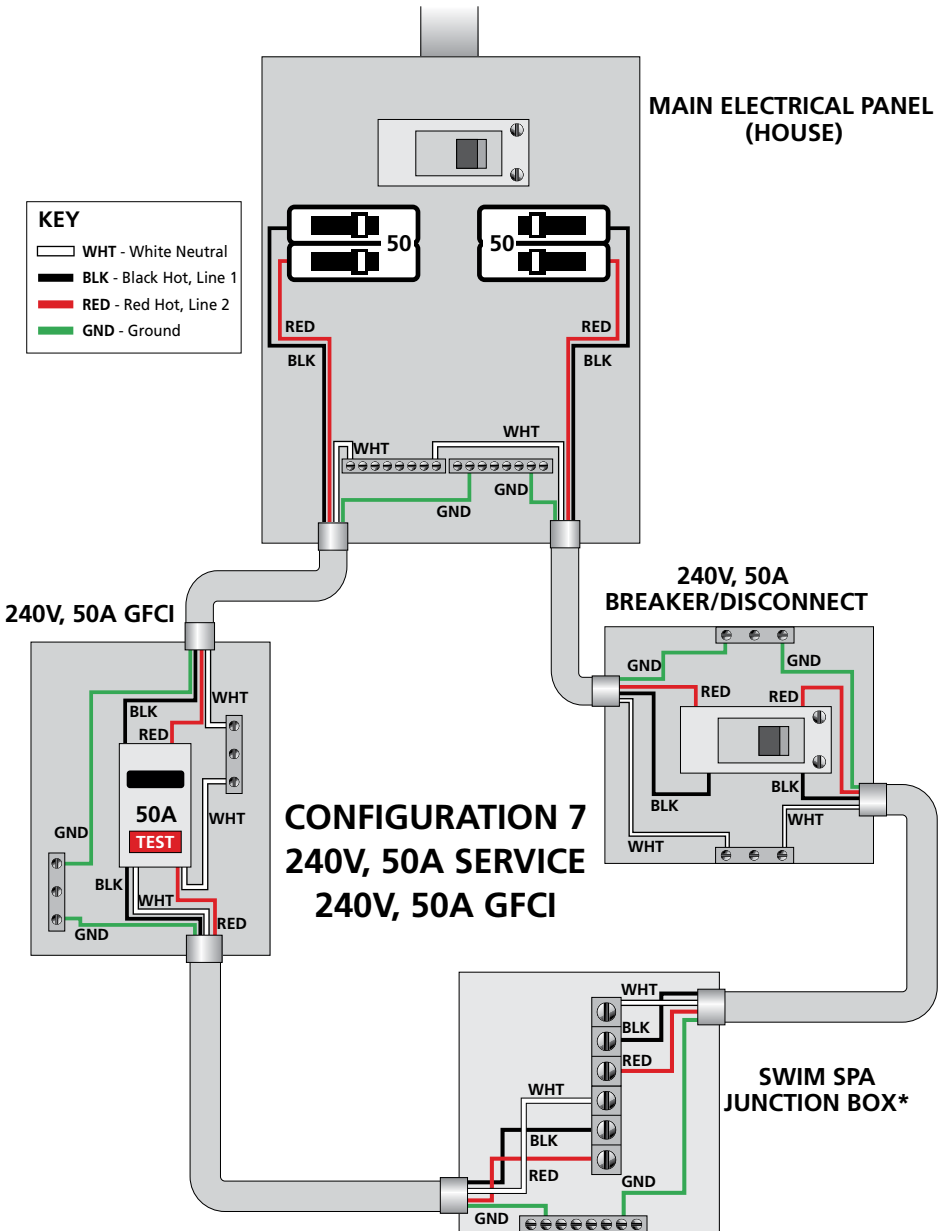 MAIN ELECTRICAL PANEL
(HOUSE)
KEY
WHT - White Neutral
BLK - Black Hot, Line 1
RED - Red Hot, Line 2
GND - Ground
50
50
RED
BLK
RED
BLK
WHT
WHT
GND
GND
240V, 50A GFCI
WHT
BLK
RED
50A
TEST
WHT
GND
BLK
WHT
RED
GND
240V, 50A
BREAKER/DISCONNECT
GND
GND
RED
RED
BLK
BLK
WHT
WHT
CONFIGURATION 7
240V, 50A SERVICE
240V, 50A GFCI
SWIM SPA
JUNCTION BOX*
WHT
BLK
RED
WHT
BLK
RED
GND
GND